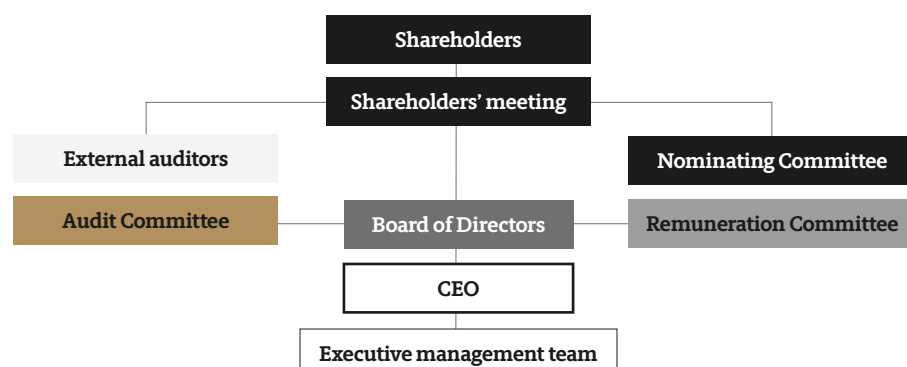 Shareholders
Shareholders’ meeting
External auditors
Nominating Committee
Audit Committee
Board of Directors
Remuneration Committee
CEO
Executive management team